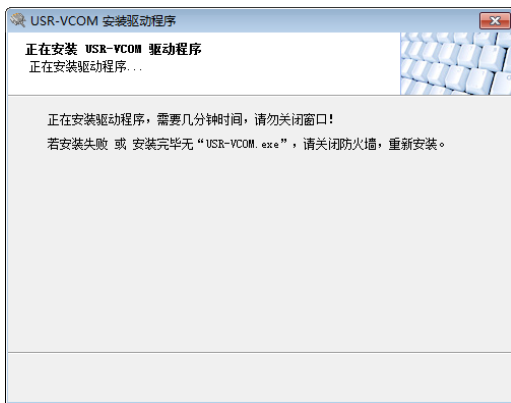 USR-VCOM 安装驱动程序
正在安装 USR-VCOM 驱动程序
正在安装驱动程序...
正在安装驱动程序，需要几分钟时间，请勿关闭窗口！
若安装失败 或 安装完毕无“USR-VCOM.exe”，请关闭防火墙，重新安装。